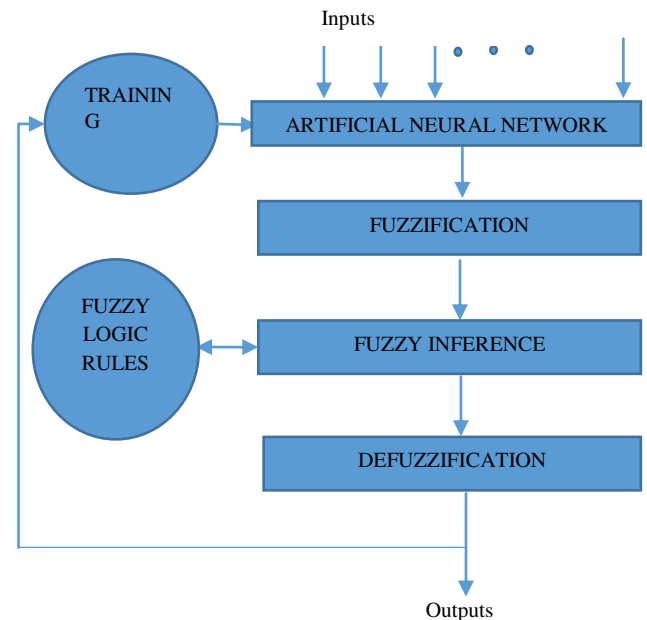 Inputs
TRAININ
G
ARTIFICIAL NEURAL NETWORK
FUZZIFICATION
FUZZY
LOGIC
RULES
FUZZY INFERENCE
DEFUZZIFICATION
Outputs